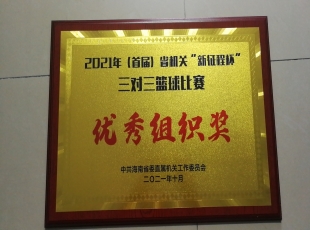 2021年(首届)省机关“新征程杯”
三对三篮球比赛
优秀组织奖
中共海南省委直属机关工作委员会
二〇二一年十月